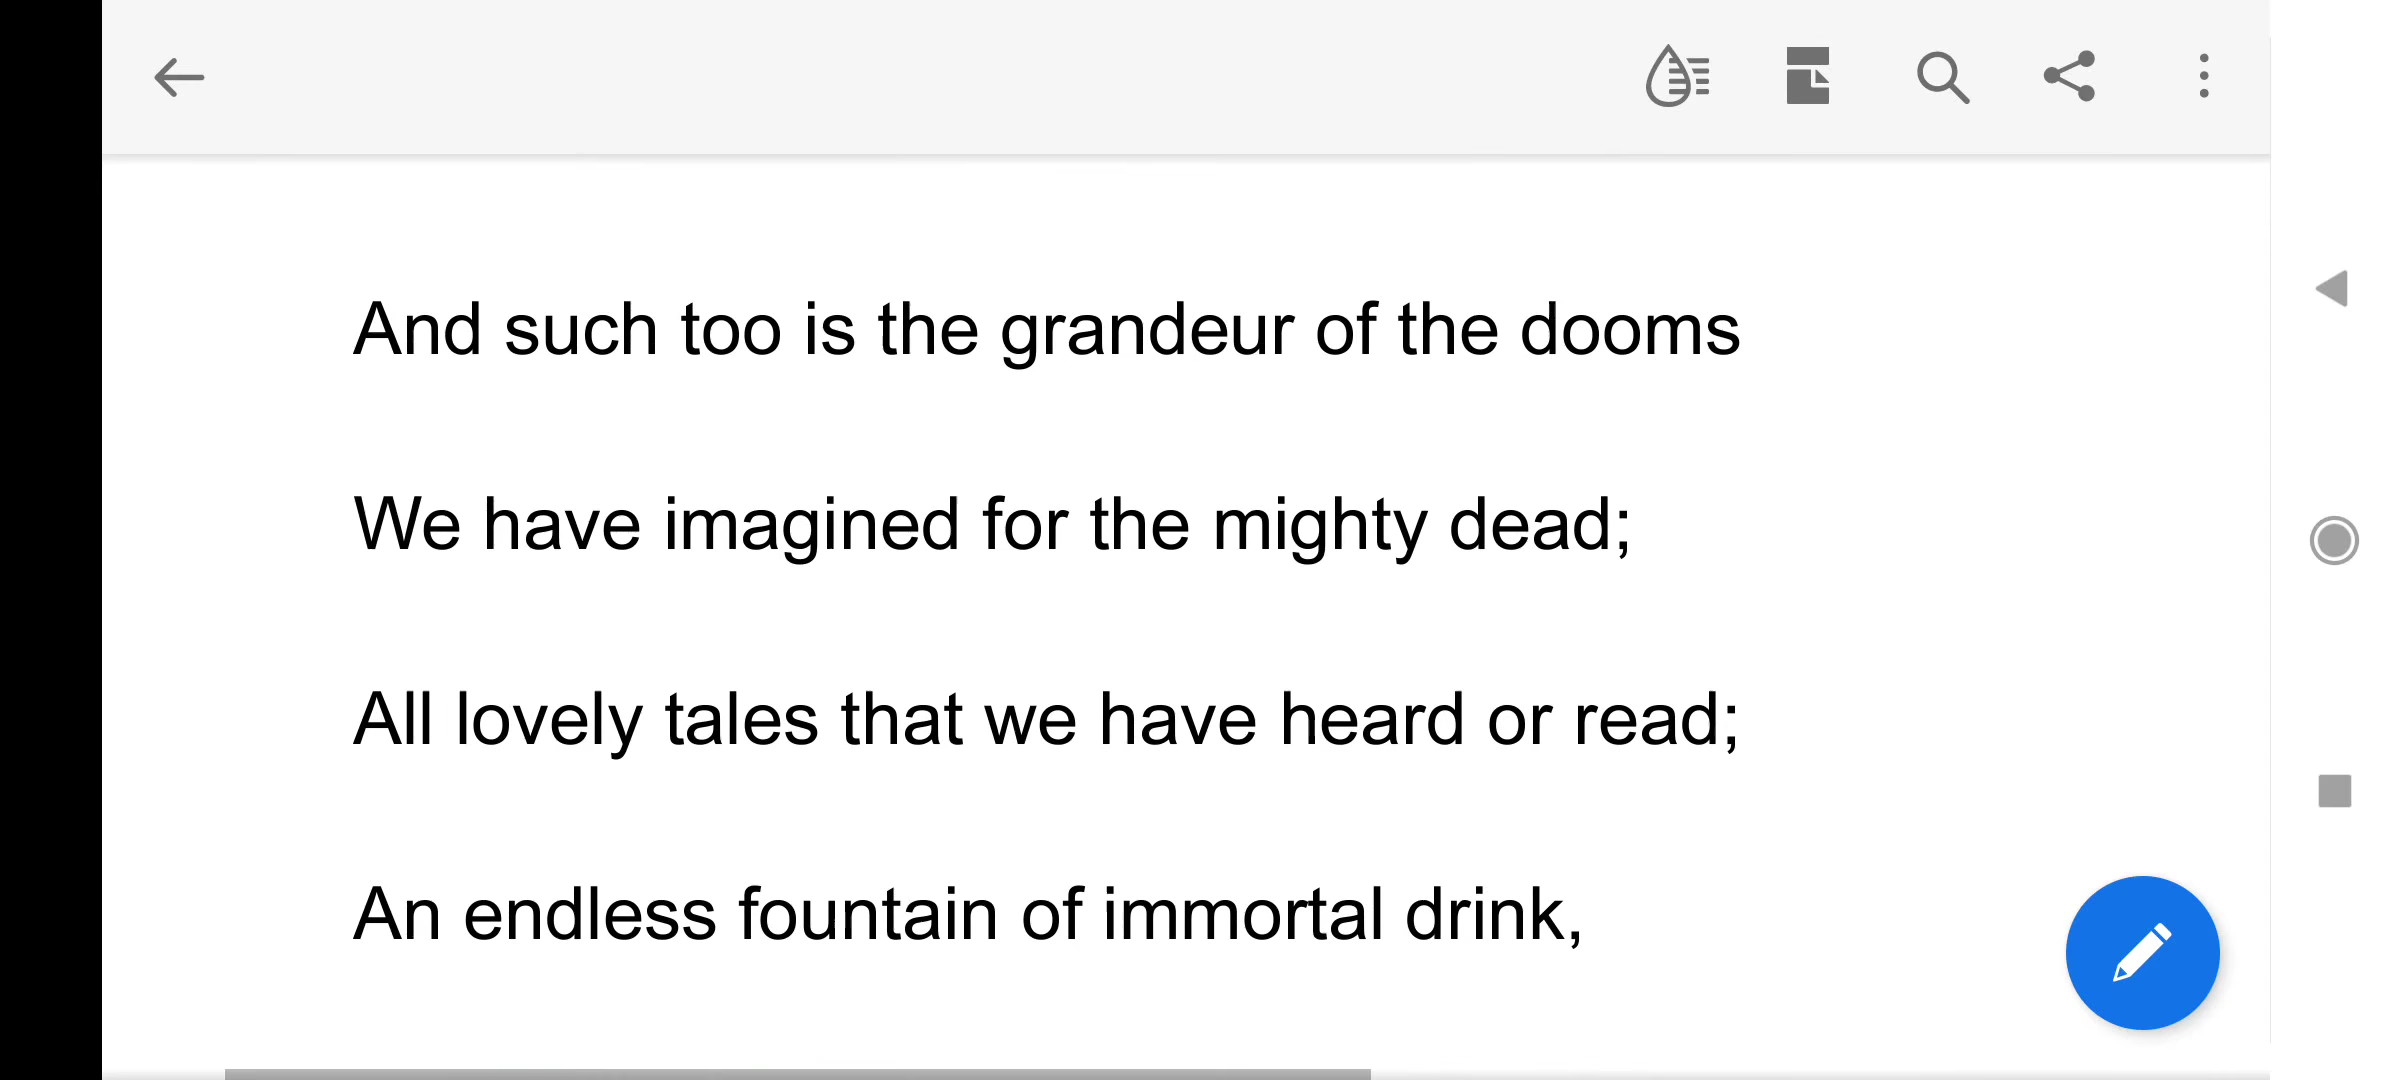 And such too is the grandeur of the dooms
We have imagined for the mighty dead;
All lovely tales that we have heard or read;
An endless fountain of immortal drink,